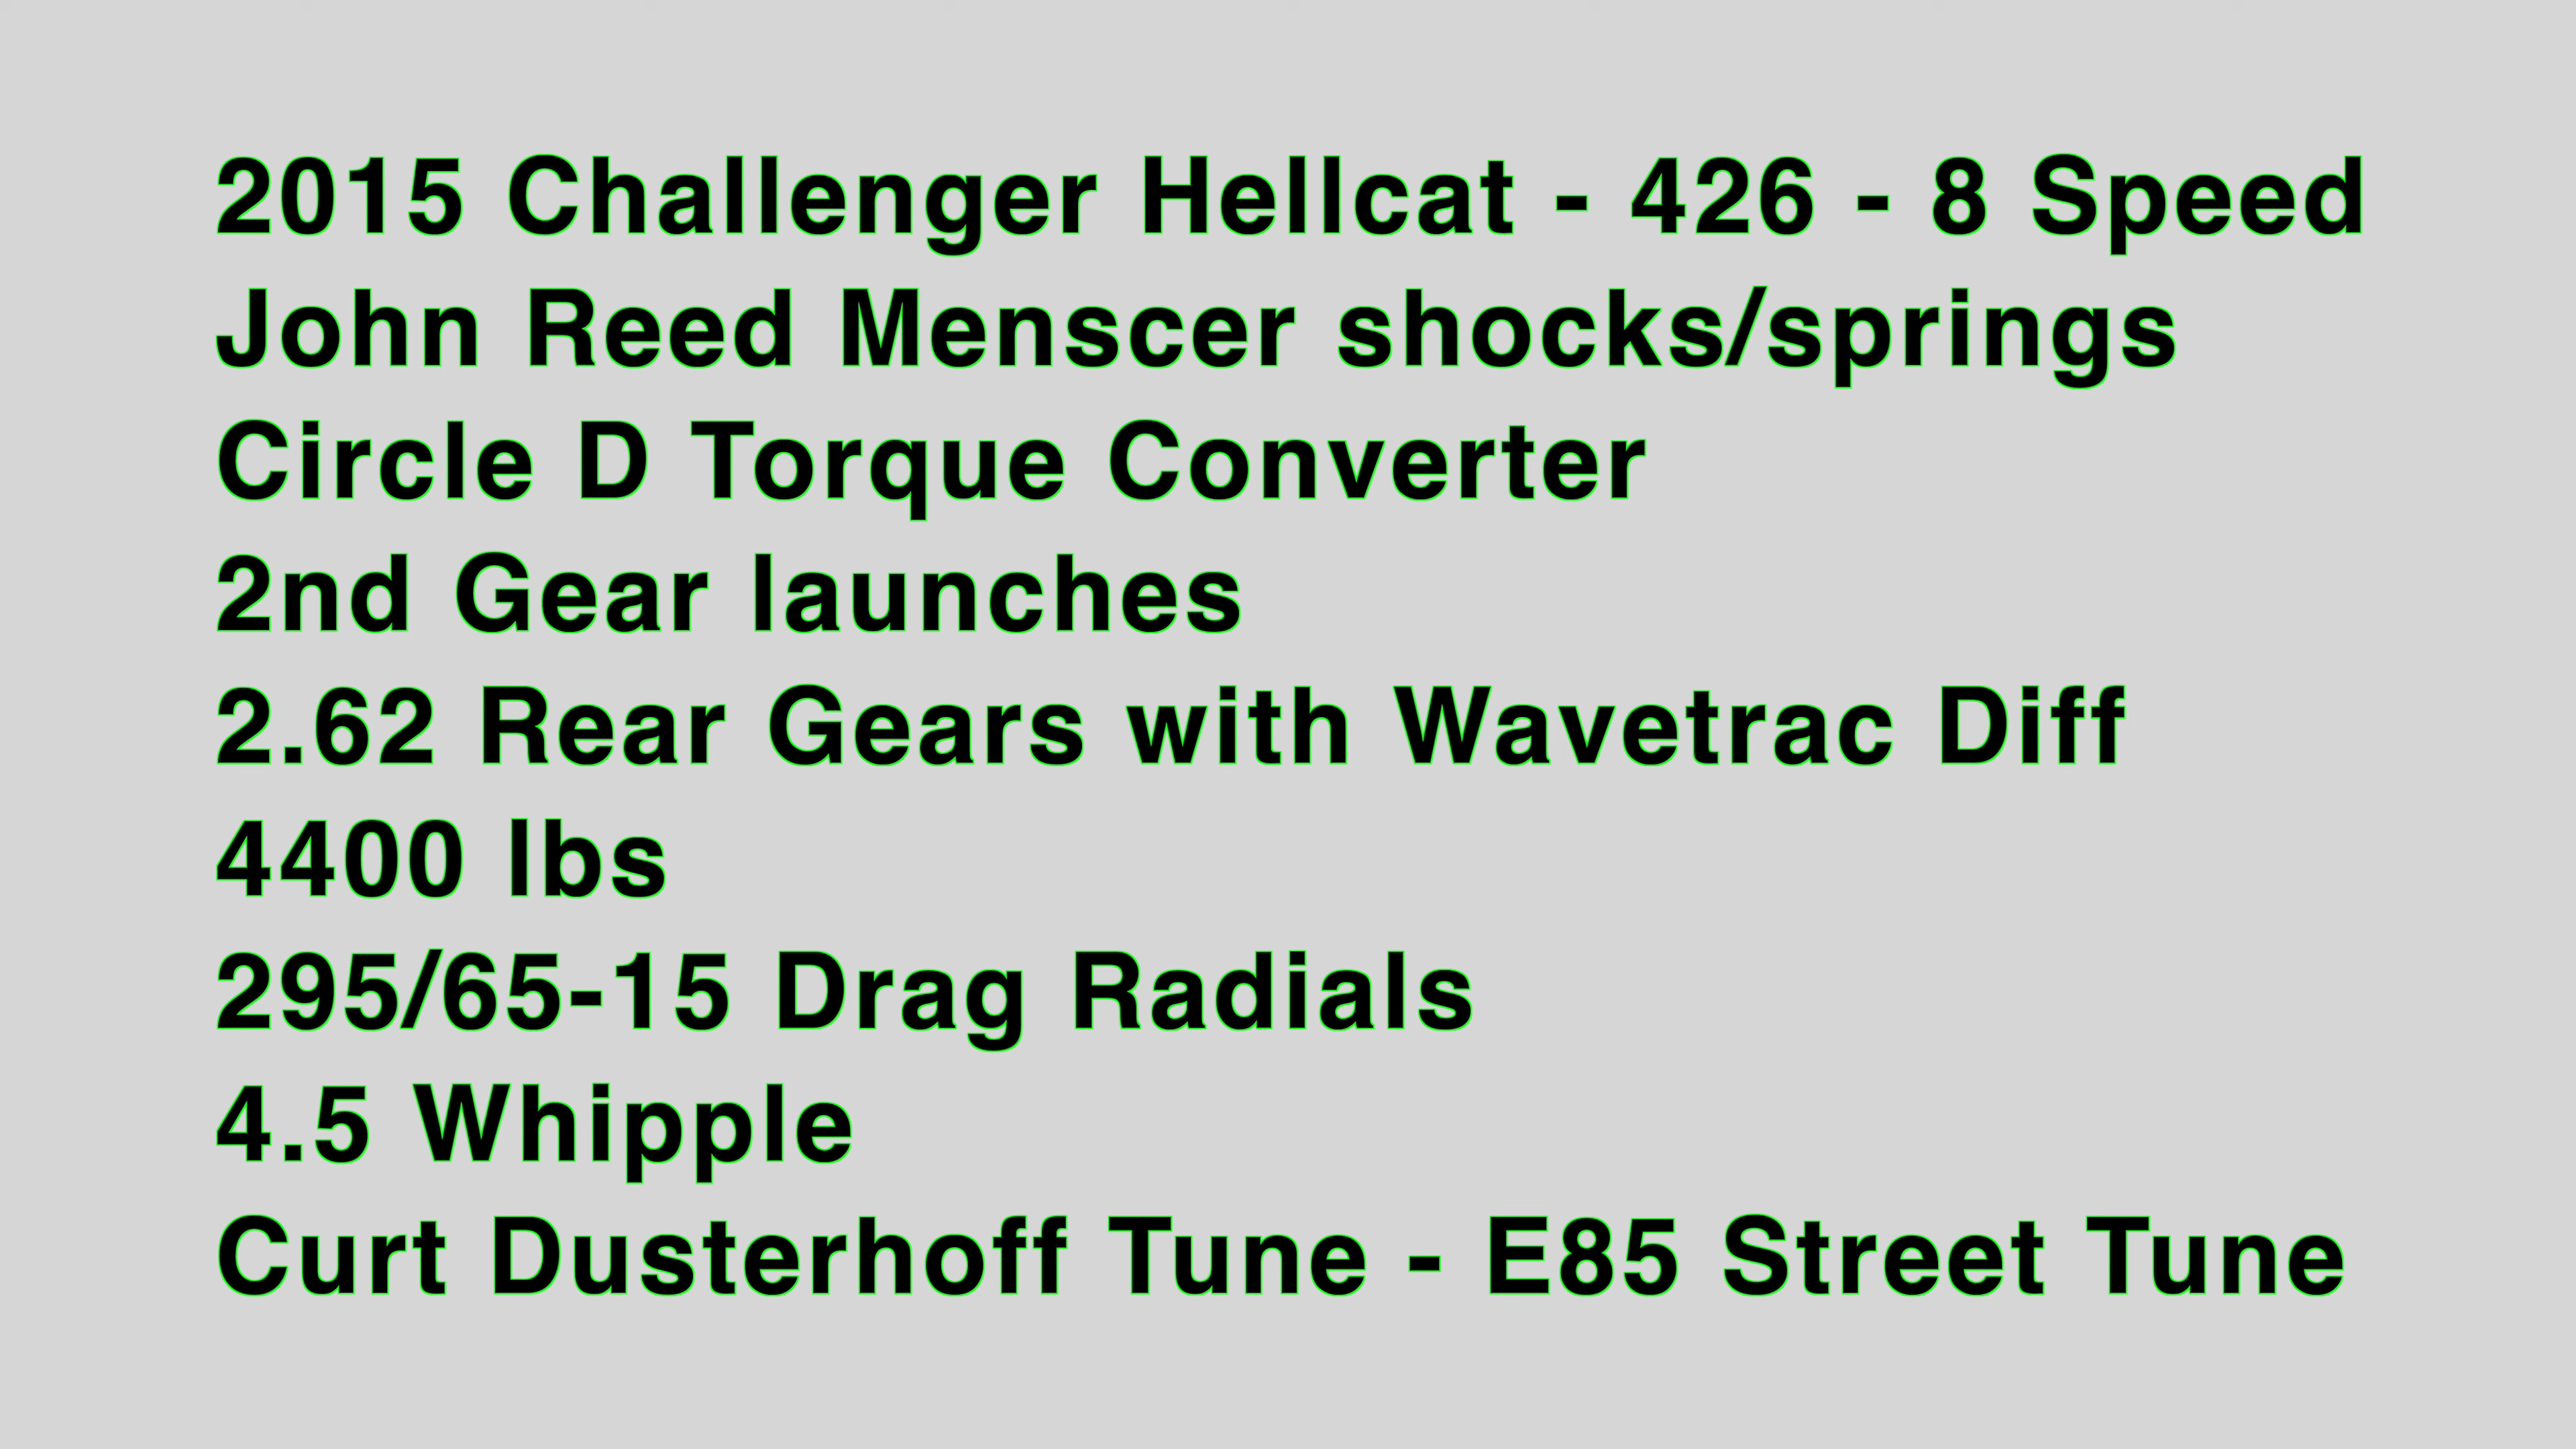 2015 Challenger Hellcat - 426 - 8 Speed
John Reed Menscer shocks/springs
Circle D Torque Converter
2nd Gear launches
2.62 Rear Gears with Wavetrac Diff
4400 lbs
295/65-15 Drag Radials
4.5 Whipple
Curt Dusterhoff Tune - E85 Street Tune